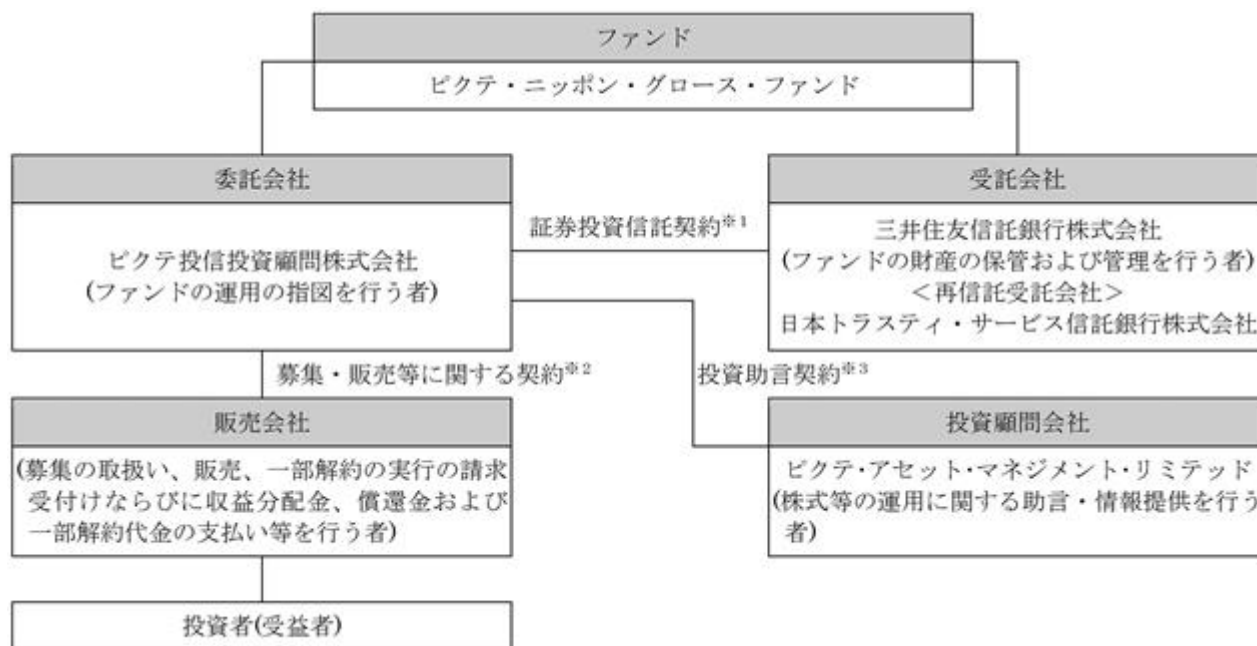 ファンド
ピクテ・ニッポン・グロース・ファンド
委託会社
ピクテ投信投資顧問株式会社
(ファンドの運用の指図を行う者)
証券投資信託契約※1
受託会社
三井住友信託銀行株式会社
(ファンドの財産の保管および管理を行う者)
＜再信託受託会社＞
日本トラスティ・サービス信託銀行株式会社
募集・販売等に関する契約※2
投資助言契約※3
販売会社
(募集の取扱い、販売、一部解約の実行の請求
受付けならびに収益分配金、償還金および
一部解約代金の支払い等を行う者)
投資顧問会社
ピクテ・アセット・マネジメント・リミテッド
(株式等の運用に関する助言・情報提供を行う
者)
投資者(受益者)